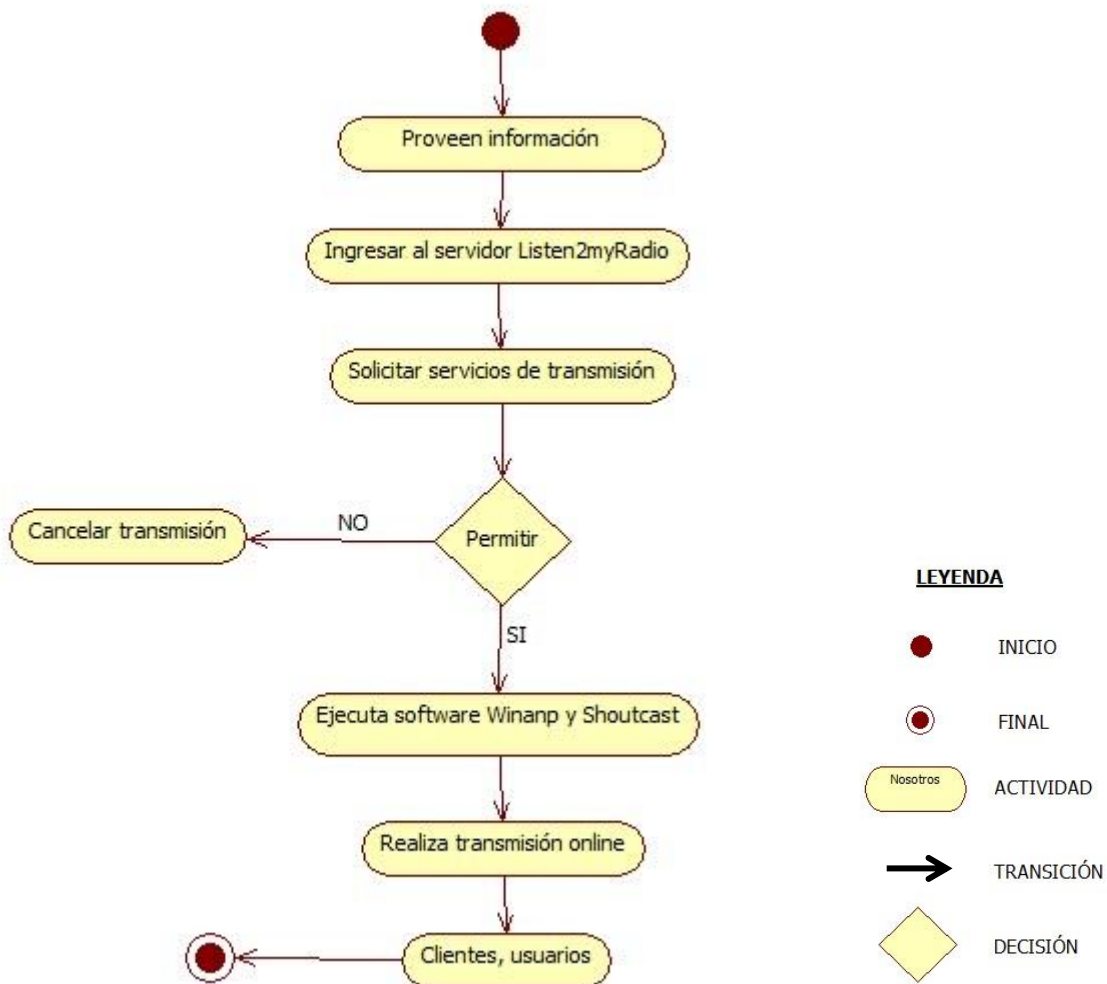 Proveen información
Ingresar al servidor Listen2myRadio
Solicitar servicios de transmisión
Permitir
NO
Cancelar transmisión
SI
Ejecuta software Winanp y Shoutcast
Realiza transmisión online
Clientes, usuarios
LEYENDA
INICIO
FINAL
Nosotros
ACTIVIDAD
TRANSICIÓN
DECISIÓN